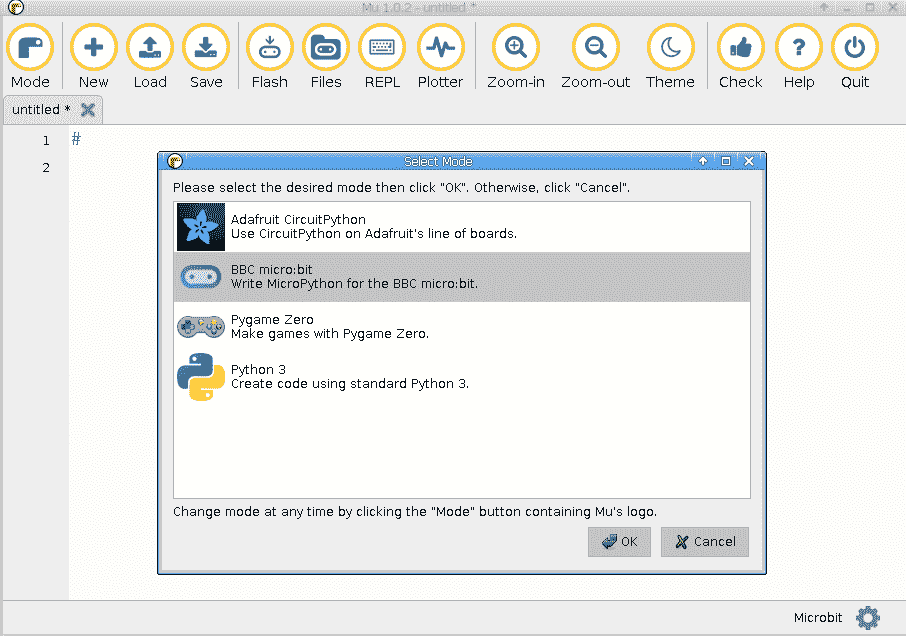 Mu 1.0.2 - untitled *
Mode New Load Save Flash Files REPL Plotter Zoom-in Zoom-out Theme Check Help Quit
untitled *
1 #
2
Select Mode
Please select the desired mode then click "OK". Otherwise, click "Cancel".
Adafruit CircuitPython
Use CircuitPython on Adafruit's line of boards.
BBC micro:bit
Write MicroPython for the BBC micro:bit.
Pygame Zero
Make games with Pygame Zero.
Python 3
Create code using standard Python 3.
Change mode at any time by clicking the "Mode" button containing Mu's logo.
OK Cancel
Microbit